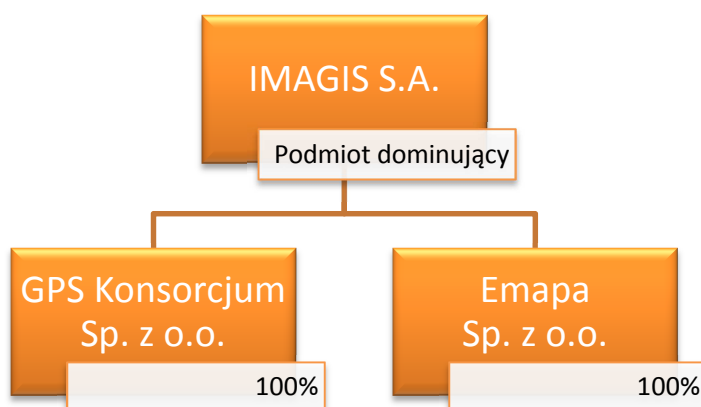 IMAGIS S.A.
Podmiot dominujący
GPS Konsorcjum
Sp. z o.o.
100%
Emapa
Sp. z o.o.
100%